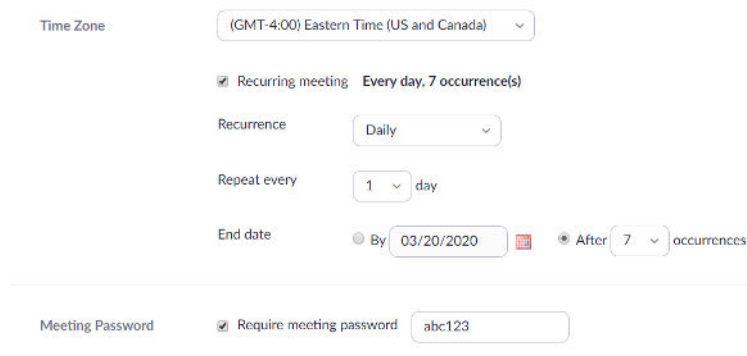 Time Zone (GMT-4:00) Eastern Time (US and Canada)
Recurring meeting Every day, 7 occurrence(s)
Recurrence Daily
Repeat every 1 day
End date By 03/20/2020 After 7 occurrences
Meeting Password Require meeting password abc123